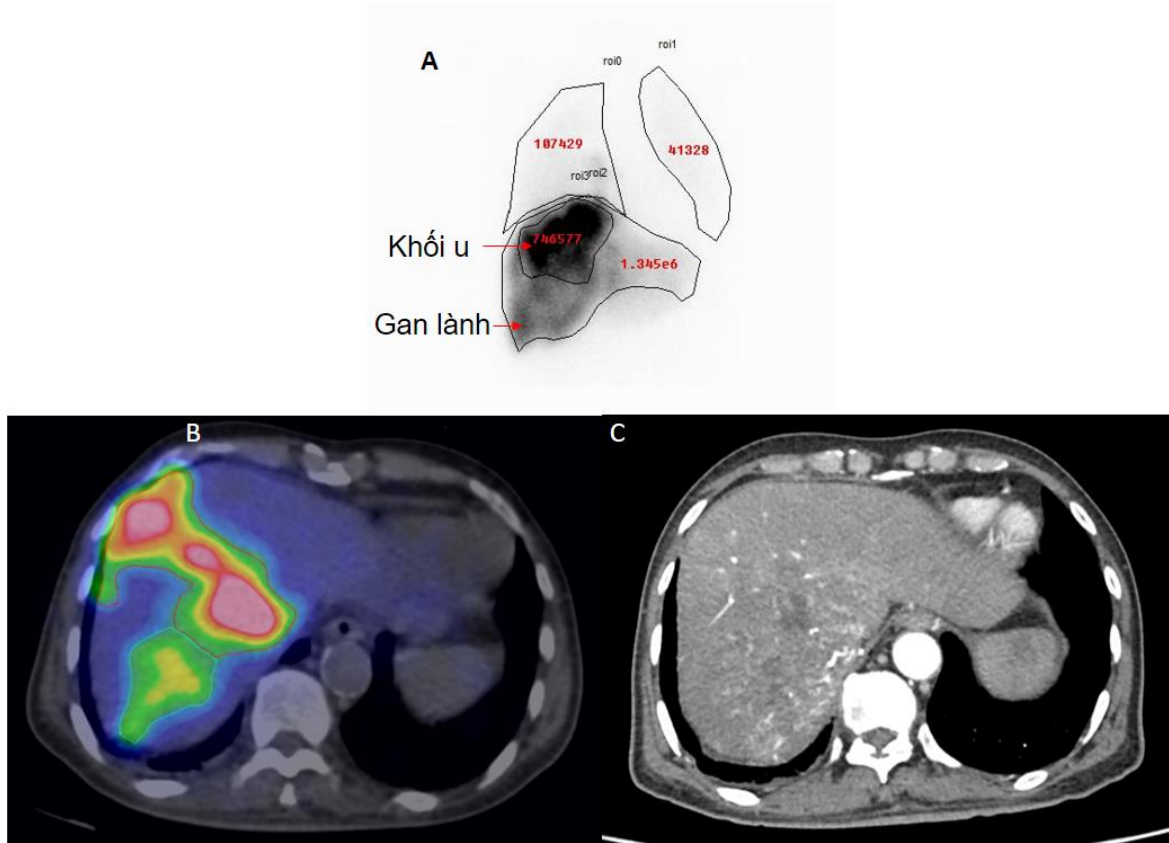 A
roi1
roi0
107429
41328
roi3roi2
Khối u
746577
1.345e6
Gan lành
B
C